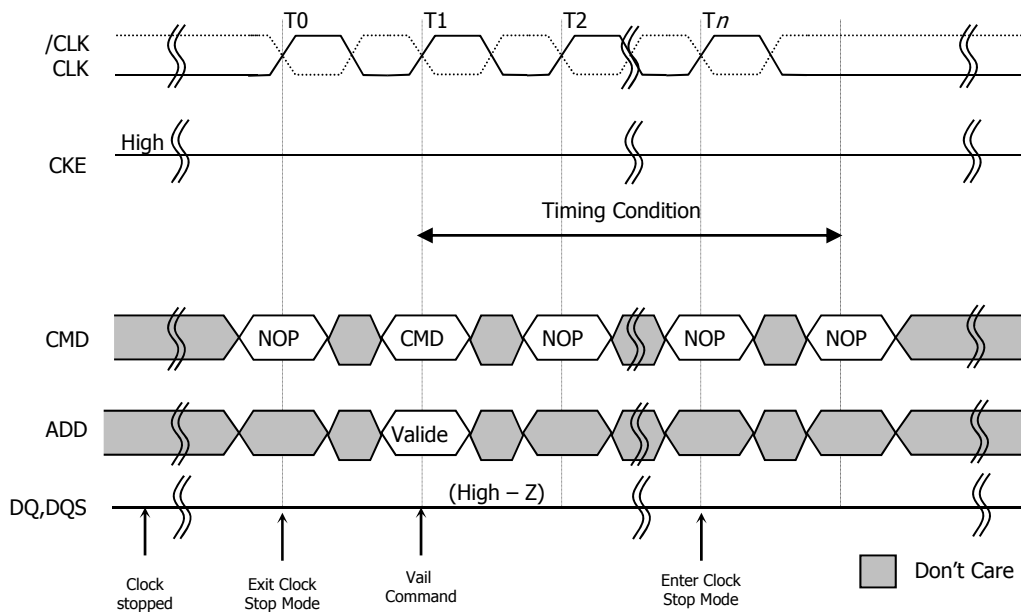 T0 T1 T2 Tn
/CLK
CLK
High
CKE
Timing Condition
CMD NOP CMD NOP NOP NOP
ADD Valide
(High – Z)
DQ,DQS
Clock
stopped
Exit Clock
Stop Mode
Vail
Command
Enter Clock
Stop Mode
Don't Care